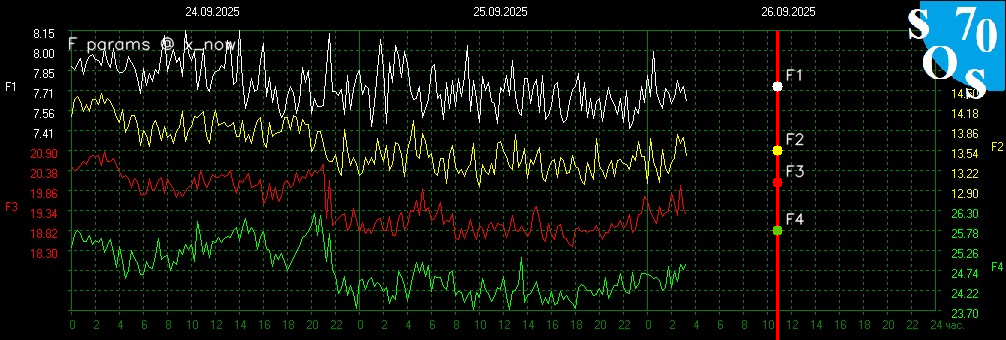 24.09.2025 25.09.2025 26.09.2025
SOS 70
F params @ x_now
8.15
8.00
7.85
F1 7.71
7.56
7.41
20.90
20.38
19.86
F3 19.34
18.82
18.30
F1
F2
F3
F4
14.50
14.18
13.86
13.54 F2
13.22
12.90
26.30
25.78
25.26
24.74 F4
24.22
23.70
0 2 4 6 8 10 12 14 16 18 20 22 0 2 4 6 8 10 12 14 16 18 20 22 0 2 4 6 8 10 12 14 16 18 20 22 24 час.